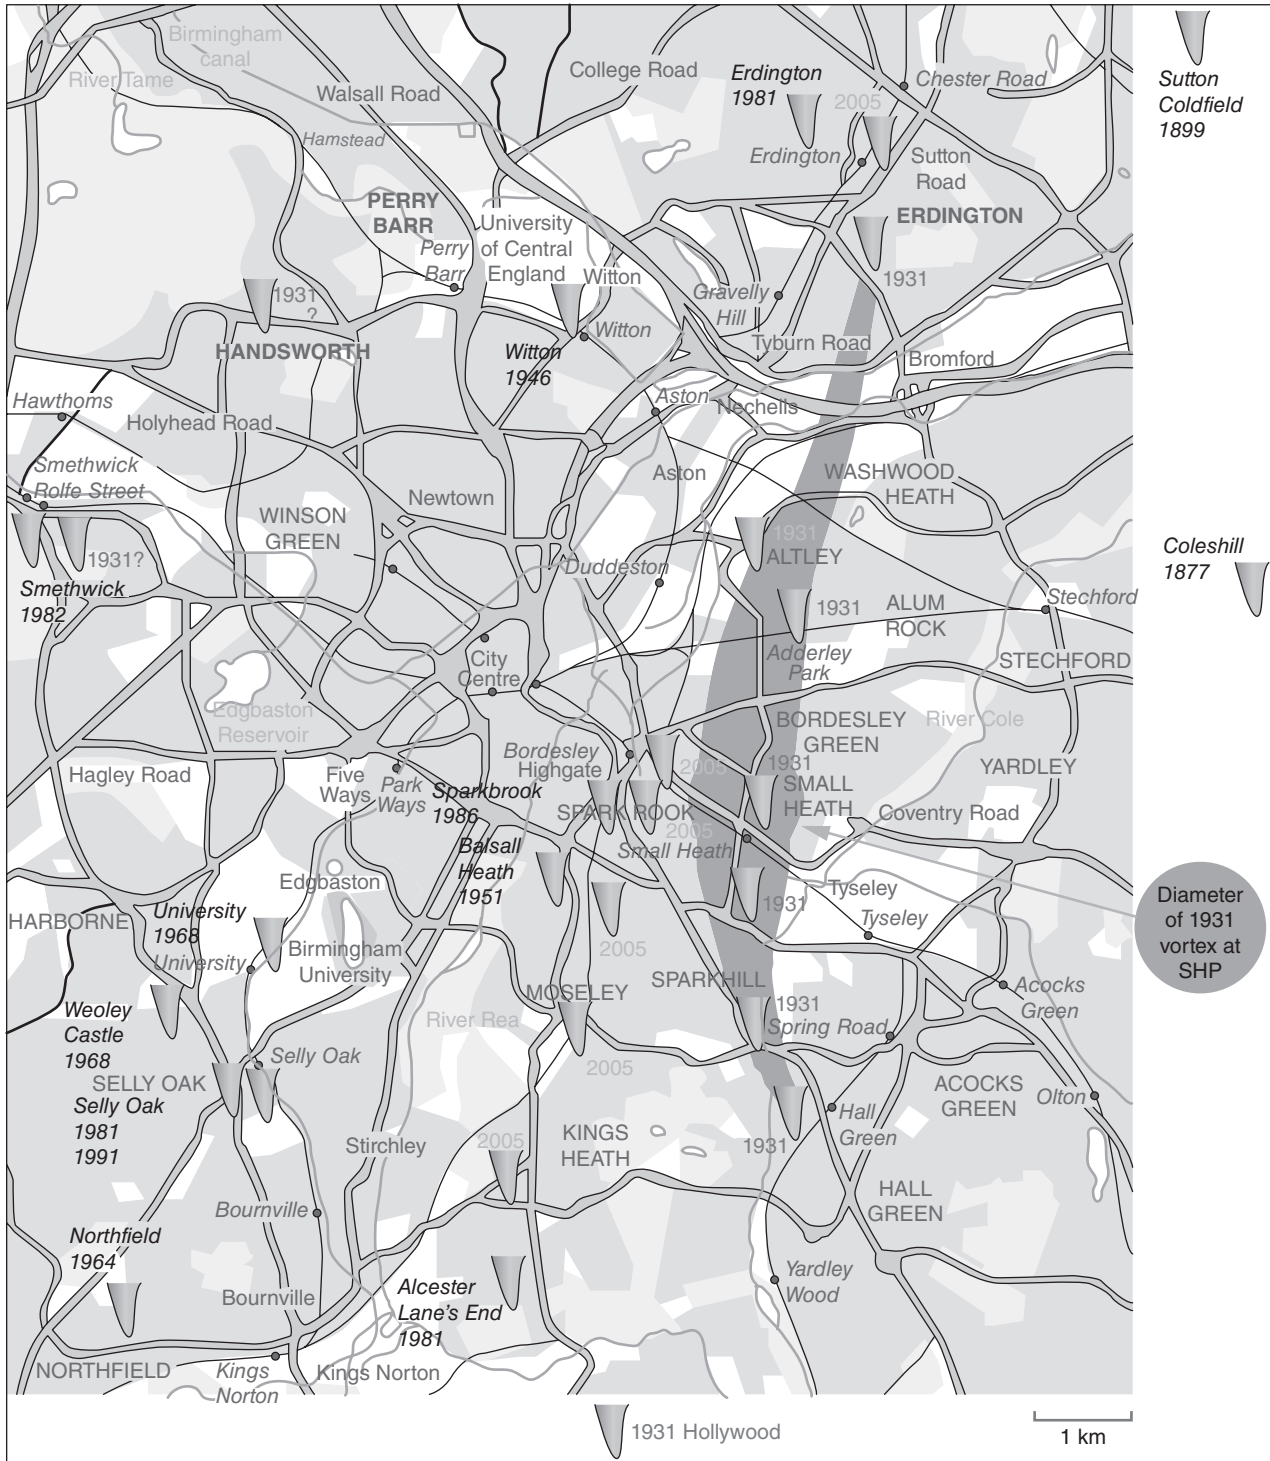 Birmingham
canal
River Tame
Walsall Road
College Road
Erdington
1981
2005
Chester Road
Sutton
Coldfield
1899
Hamstead
Erdington
Sutton
Road
PERRY
BARR
Perry
Barr
University
of Central
England
Witton
ERDINGTON
1931
?
Gravelly
Hill
1931
HANDSWORTH
Witton
1946
Witton
Tyburn Road
Bromford
Hawthoms
Holyhead Road
Aston
Nechells
Smethwick
Rolfe Street
Newtown
Aston
WASHWOOD
HEATH
WINSON
GREEN
1931?
Smethwick
1982
Duddeston
1931
ALTLEY
Coleshill
1877
1931
ALUM
ROCK
Stechford
Adderley
Park
STECHFORD
City
Centre
Edgbaston
Reservoir
BORDESLEY
GREEN
River Cole
Hagley Road
Five
Ways
Park
Ways
Bordesley
Highgate
2005
1931
SMALL
HEATH
YARDLEY
Sparkbrook
1986
SPARK ROOK
2005
Small Heath
Coventry Road
Balsall
Heath
1951
Edgbaston
Tyseley
Tyseley
1931
Diameter
of 1931
vortex at
SHP
HARBORNE
University
1968
University
Birmingham
University
2005
SPARKHILL
MOSELEY
1931
Spring Road
Acocks
Green
Weoley
Castle
1968
River Rea
Selly Oak
2005
SELLY OAK
Selly Oak
1981
1991
ACOCKS
GREEN
Olton
Stirchley
2005
KINGS
HEATH
1931
Hall
Green
Bournville
HALL
GREEN
Northfield
1964
Bournville
Alcester
Lane's End
1981
Yardley
Wood
NORTHFIELD
Kings
Norton
Kings Norton
1931 Hollywood
1 km